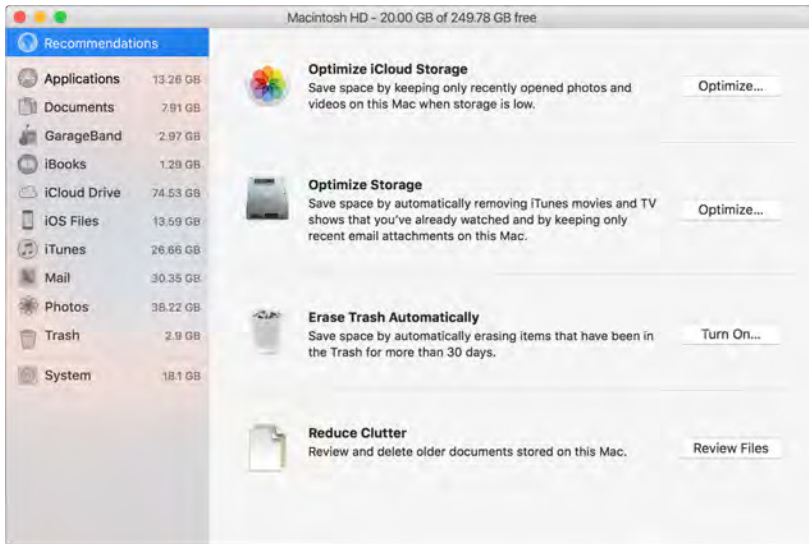 Macintosh HD – 20.00 GB of 249.78 GB free
Recommendations
Applications 13.26 GB
Documents 7.91 GB
GarageBand 2.97 GB
iBooks 1.29 GB
iCloud Drive 74.53 GB
iOS Files 13.59 GB
iTunes 26.66 GB
Mail 30.35 GB
Photos 38.22 GB
Trash 2.9 GB
System 18.1 GB
Optimize iCloud Storage
Save space by keeping only recently opened photos and
videos on this Mac when storage is low.
Optimize...
Optimize Storage
Save space by automatically removing iTunes movies and TV
shows that you've already watched and by keeping only
recent email attachments on this Mac.
Optimize...
Erase Trash Automatically
Save space by automatically erasing items that have been in
the Trash for more than 30 days.
Turn On...
Reduce Clutter
Review and delete older documents stored on this Mac.
Review Files